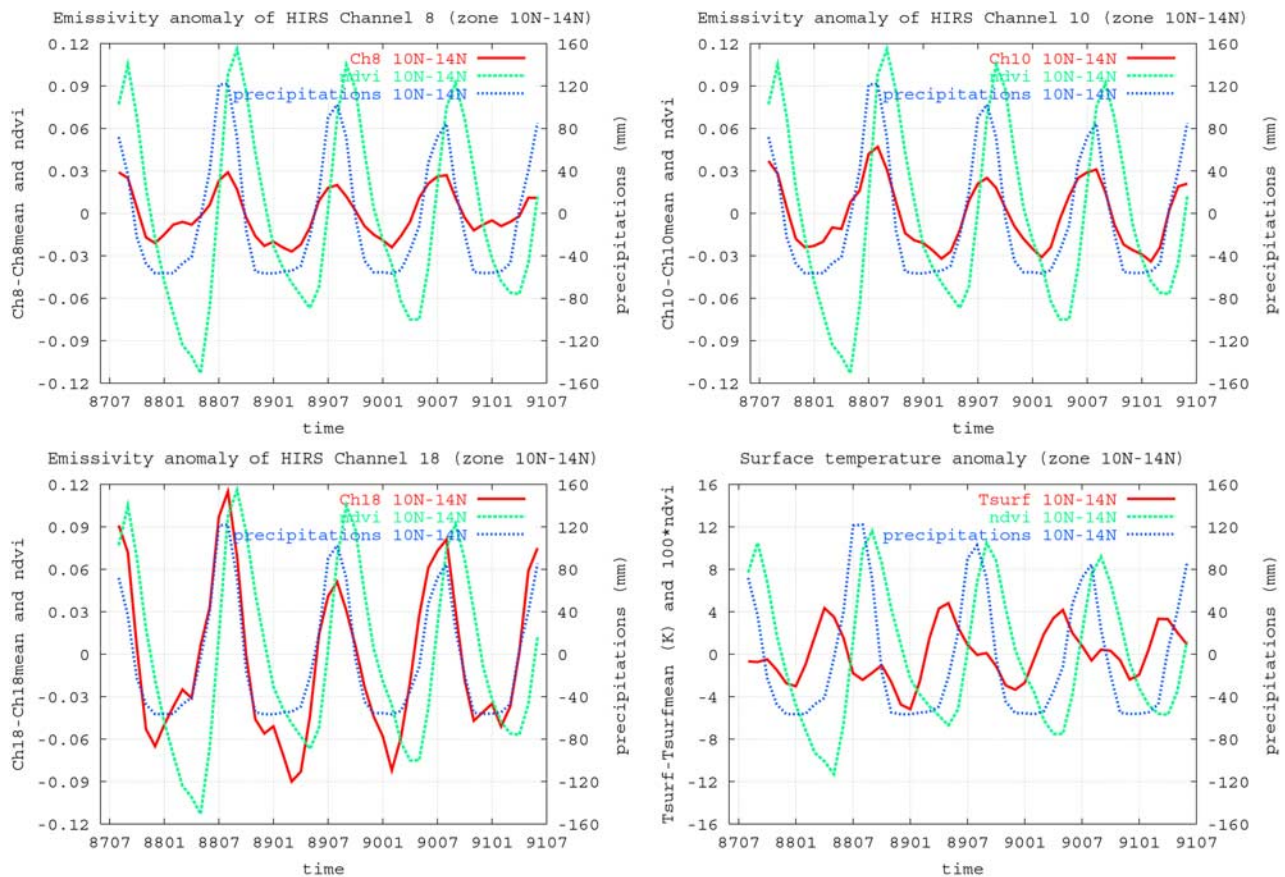 Emissivity anomaly of HIRS Channel 8 (zone 10N-14N)
Ch8-Ch8mean and ndvi
0.12
0.09
0.06
0.03
0
-0.03
-0.06
-0.09
-0.12
Ch8 10N-14N
ndvi 10N-14N
precipitations 10N-14N
160
120
80
40
0
-40
-80
-120
-160
precipitations (mm)
8707 8801 8807 8901 8907 9001 9007 9101 9107
time
Emissivity anomaly of HIRS Channel 10 (zone 10N-14N)
Ch10-Ch10mean and ndvi
0.12
0.09
0.06
0.03
0
-0.03
-0.06
-0.09
-0.12
Ch10 10N-14N
ndvi 10N-14N
precipitations 10N-14N
160
120
80
40
0
-40
-80
-120
-160
precipitations (mm)
8707 8801 8807 8901 8907 9001 9007 9101 9107
time
Emissivity anomaly of HIRS Channel 18 (zone 10N-14N)
Ch18-Ch18mean and ndvi
0.12
0.09
0.06
0.03
0
-0.03
-0.06
-0.09
-0.12
Ch18 10N-14N
ndvi 10N-14N
precipitations 10N-14N
160
120
80
40
0
-40
-80
-120
-160
precipitations (mm)
8707 8801 8807 8901 8907 9001 9007 9101 9107
time
Surface temperature anomaly (zone 10N-14N)
Tsurf-Tsurfmean (K) and 100*ndvi
16
12
8
4
0
-4
-8
-12
-16
Tsurf 10N-14N
ndvi 10N-14N
precipitations 10N-14N
160
120
80
40
0
-40
-80
-120
-160
precipitations (mm)
8707 8801 8807 8901 8907 9001 9007 9101 9107
time